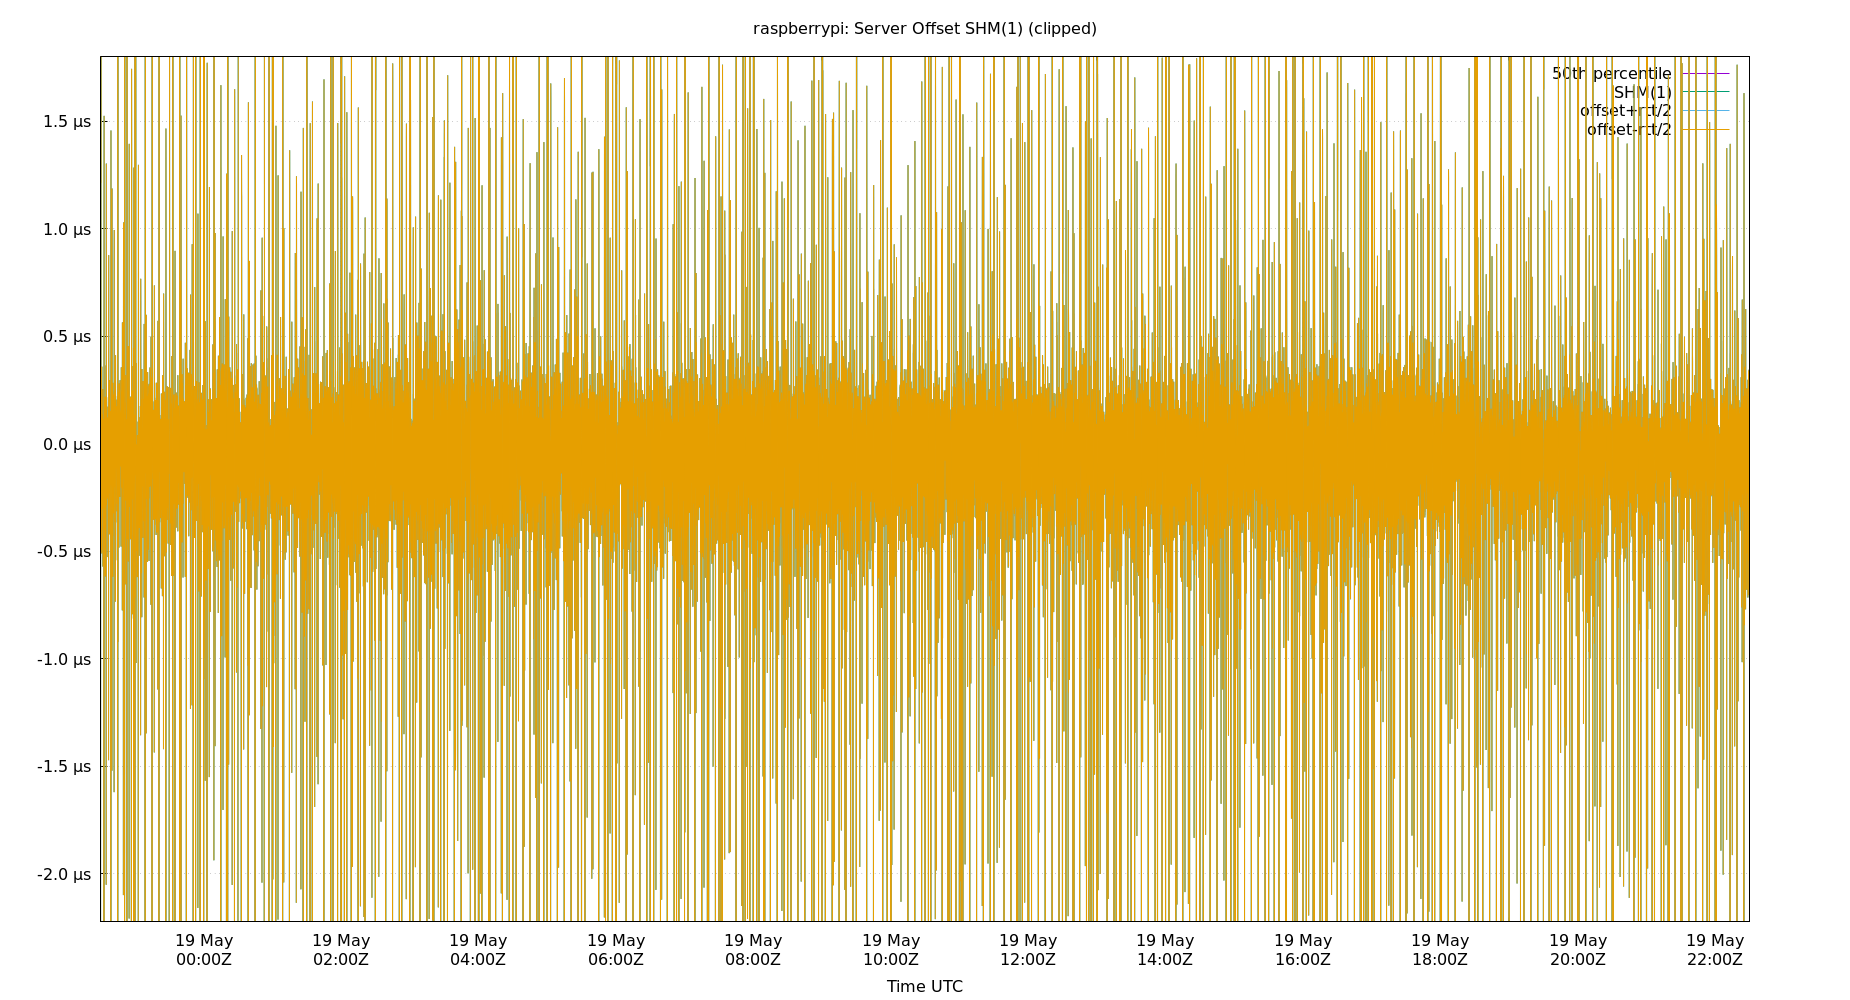 raspberrypi: Server Offset SHM(1) (clipped)
50th percentile
SHM(1)
offset+rtt/2
offset-rtt/2
1.5 µs
1.0 µs
0.5 µs
0.0 µs
-0.5 µs
-1.0 µs
-1.5 µs
-2.0 µs
19 May 19 May 19 May 19 May 19 May 19 May 19 May 19 May 19 May 19 May 19 May 19 May
00:00Z 02:00Z 04:00Z 06:00Z 08:00Z 10:00Z 12:00Z 14:00Z 16:00Z 18:00Z 20:00Z 22:00Z
Time UTC